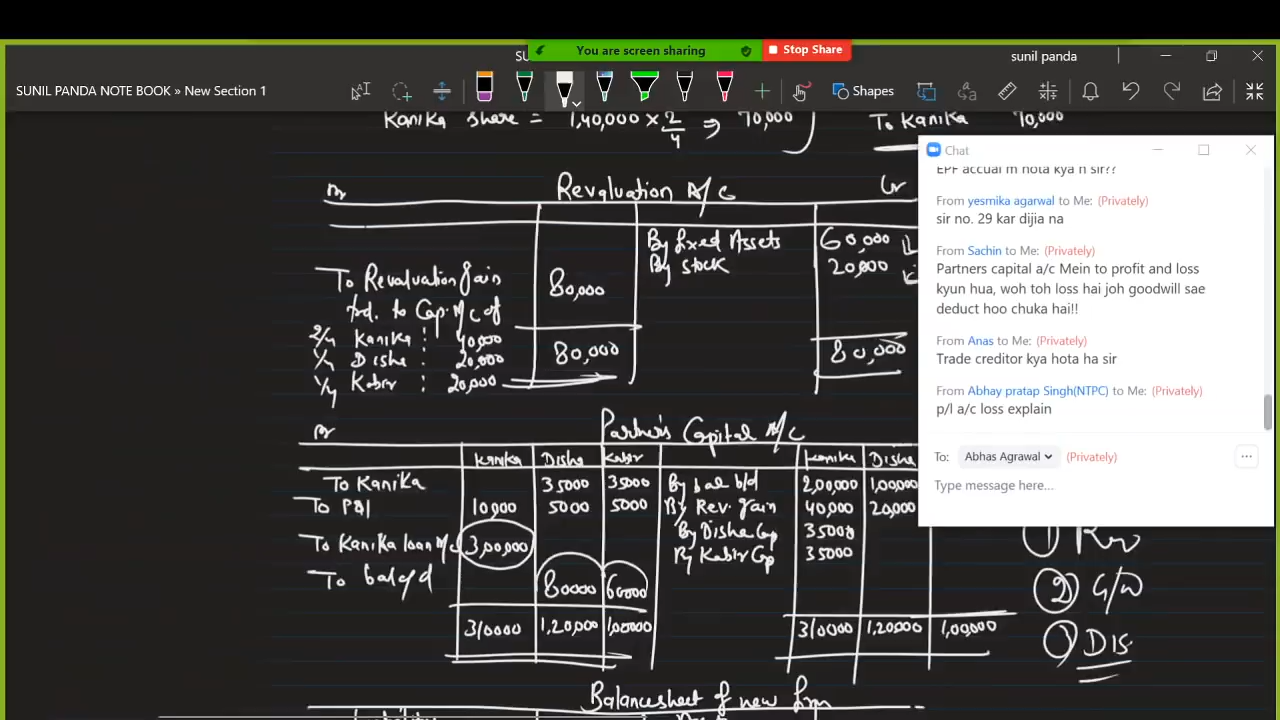 SU
You are screen sharing
Stop Share
sunil panda
SUNIL PANDA NOTE BOOK » New Section 1
Shapes
Kanika share = 1,40,000 × 2/4 ⇒ 70,000
To Kanika 70,000
Dr Revaluation A/C Cr
By fixed Assets 60,000
By stock 20,000
To Revaluation Gain 80,000
trd. to Cap. A/C of
2/4 Kanika : 40,000
80,000 80,000
1/4 Disha : 20,000
1/4 Kabir : 20,000
Dr Partner's Capital A/C
Kanika Disha Kabir Kanika Disha
To Kanika 35000 35000 By bal b/d 2,00,000 1,00,000
To P&l 10,000 5000 5000 By Rev. gain 40,000 20,000
By Disha Cap 35000
To Kanika loan A/C 3,00,000
By Kabir Cap 35000
To bal c/d 80000 60000
310000 1,20,000 1,00000 310000 1,20000 1,00,000
Balance sheet of new firm
Chat
EPF accual m hota kya h sir??
From yesmika agarwal to Me: (Privately)
sir no. 29 kar dijia na
From Sachin to Me: (Privately)
Partners capital a/c Mein to profit and loss
kyun hua, woh toh loss hai joh goodwill sae
deduct hoo chuka hai!!
From Anas to Me: (Privately)
Trade creditor kya hota ha sir
From Abhay pratap Singh(NTPC) to Me: (Privately)
p/l a/c loss explain
To: Abhas Agrawal (Privately)
...
Type message here...
① Rev
② G/W
DIS